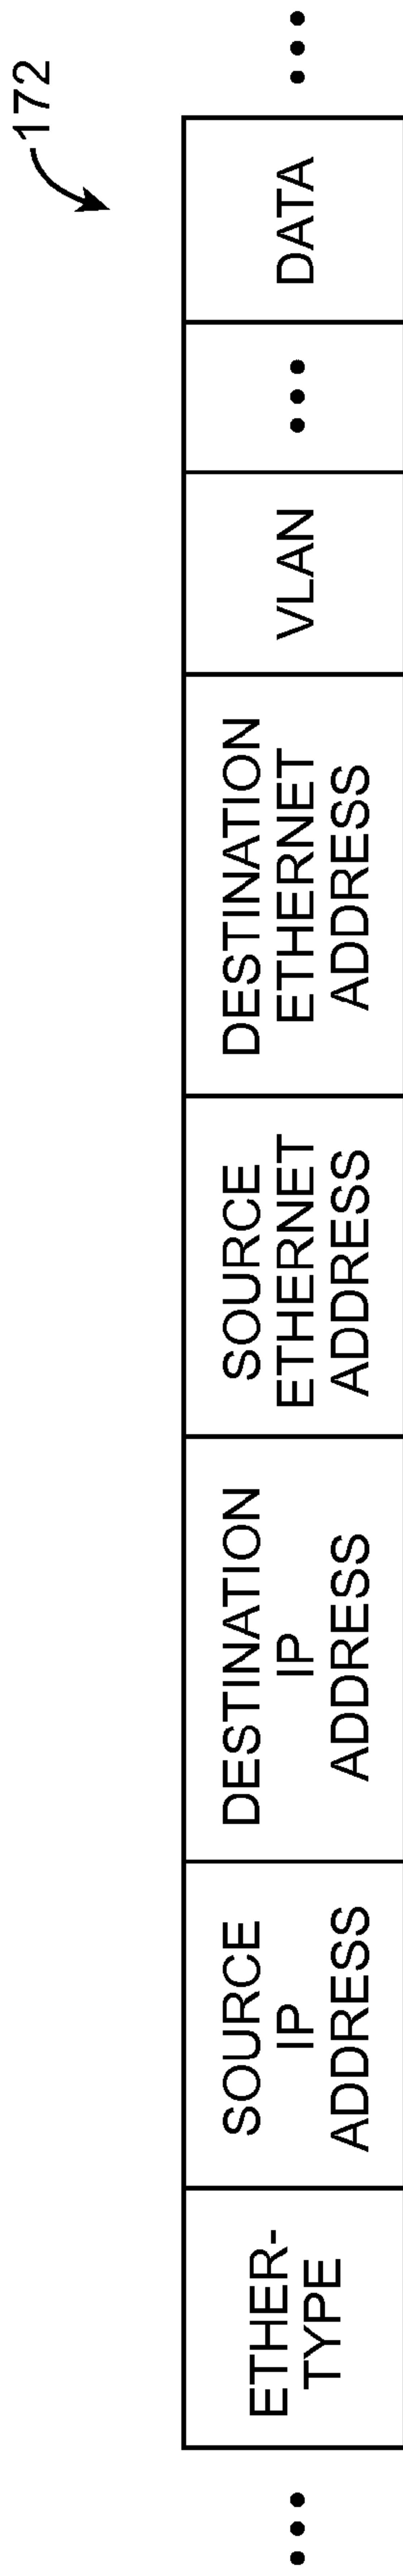 172
...
ETHER-
TYPE
SOURCE
IP
ADDRESS
DESTINATION
IP
ADDRESS
SOURCE
ETHERNET
ADDRESS
DESTINATION
ETHERNET
ADDRESS
VLAN
...
DATA
...